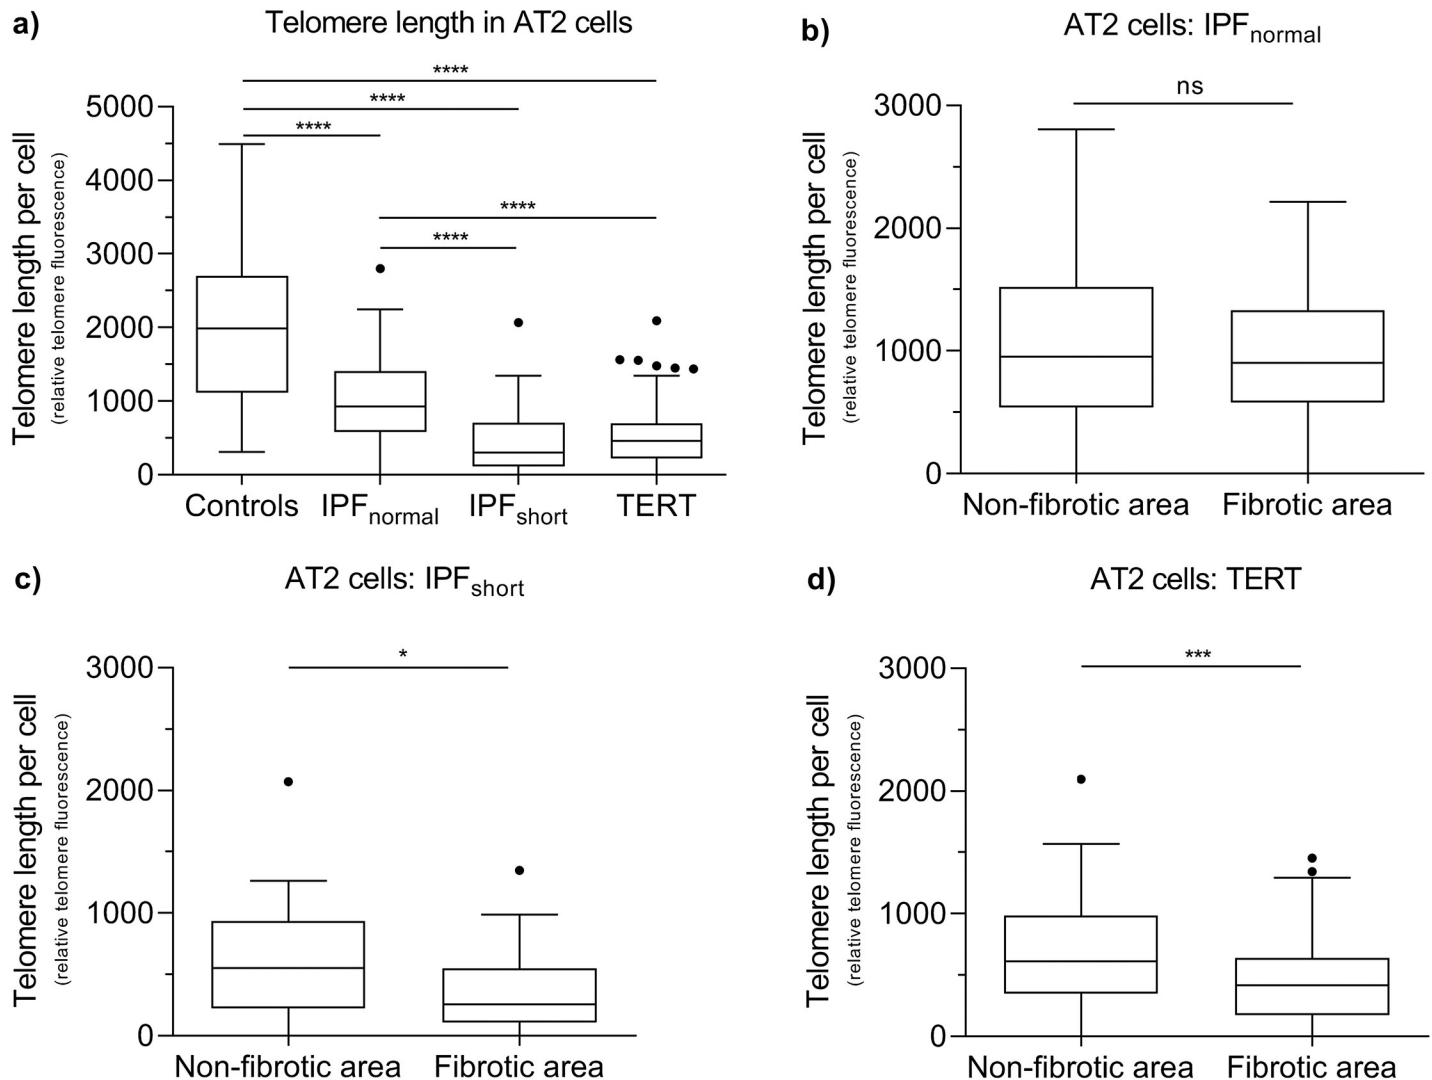 a)
Telomere length in AT2 cells
Telomere length per cell
(relative telomere fluorescence)
5000
4000
3000
2000
1000
0
****
****
****
****
****
Controls
IPFnormal
IPFshort
TERT
b)
AT2 cells: IPFnormal
Telomere length per cell
(relative telomere fluorescence)
3000
2000
1000
0
ns
Non-fibrotic area
Fibrotic area
c)
AT2 cells: IPFshort
Telomere length per cell
(relative telomere fluorescence)
3000
2000
1000
0
*
Non-fibrotic area
Fibrotic area
d)
AT2 cells: TERT
Telomere length per cell
(relative telomere fluorescence)
3000
2000
1000
0
***
Non-fibrotic area
Fibrotic area